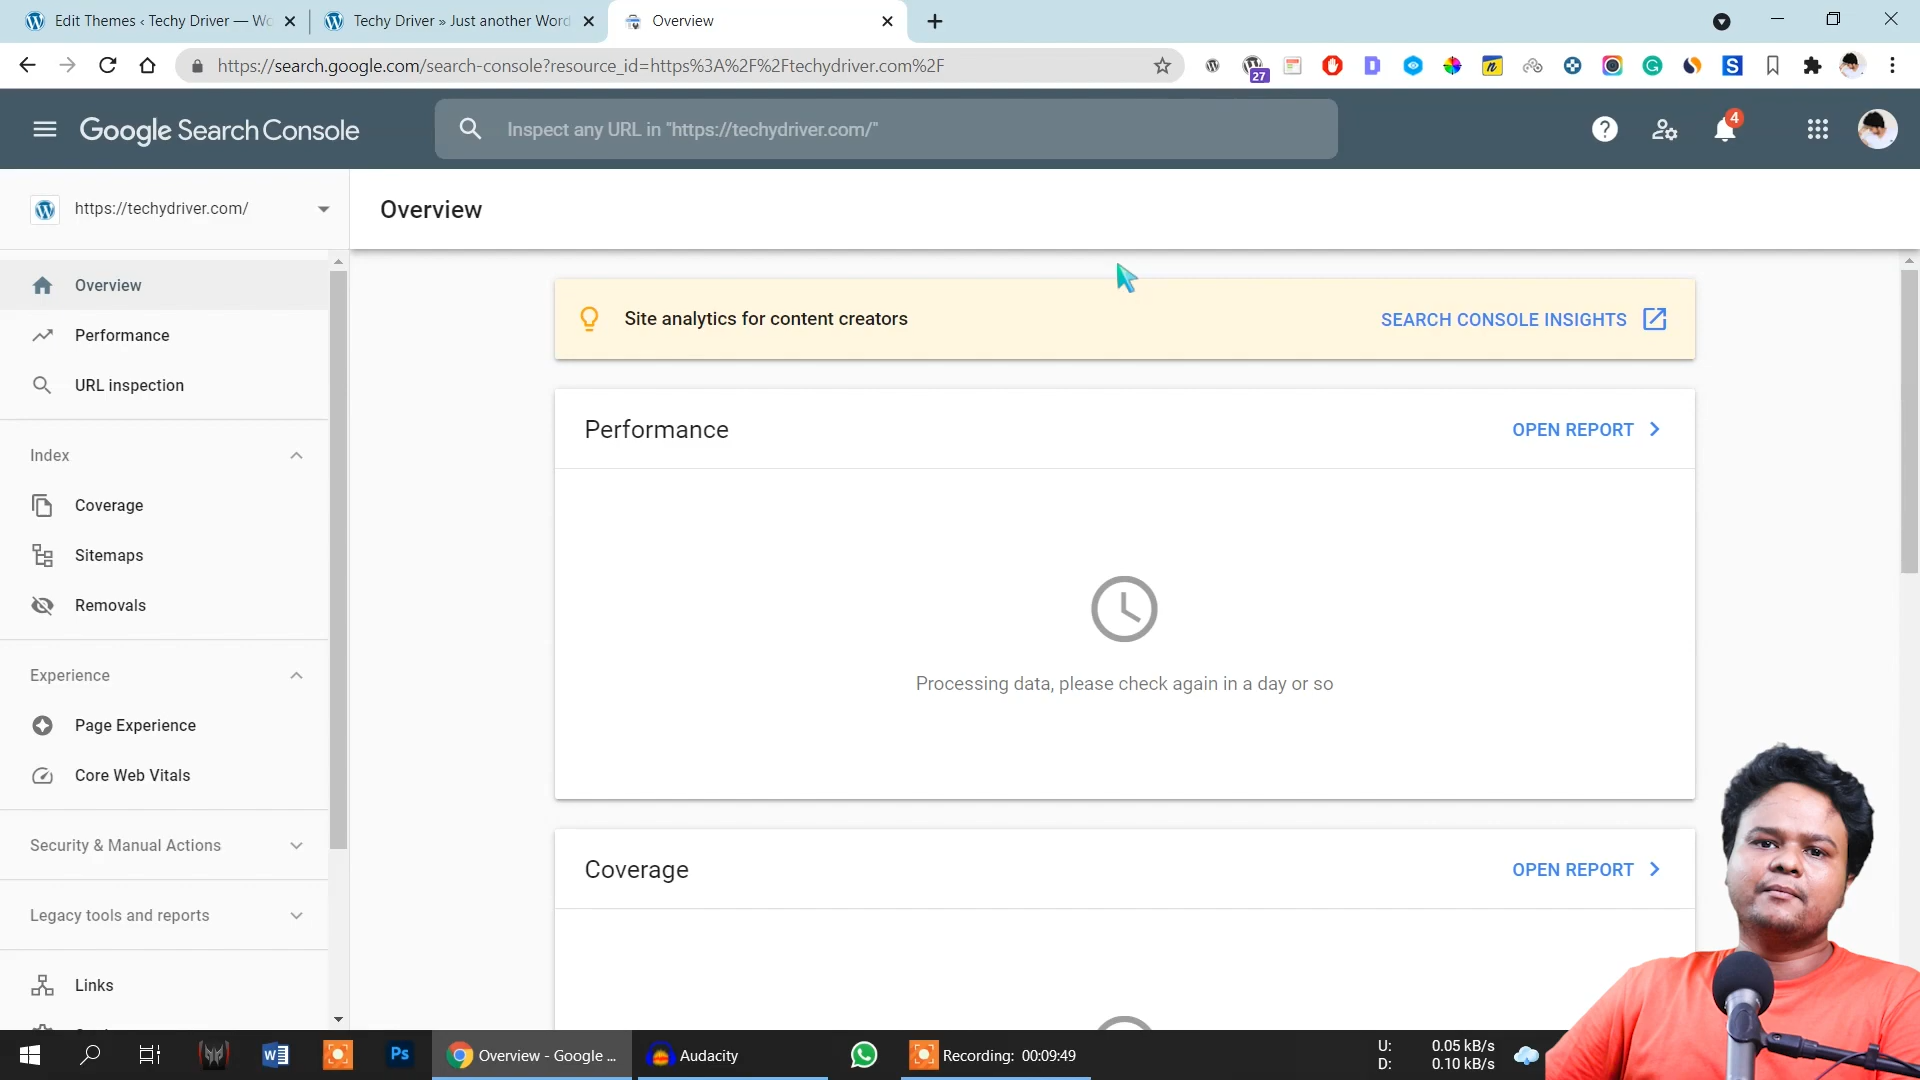 Edit Themes ‹ Techy Driver — Wo
Techy Driver » Just another Word
Overview
https://search.google.com/search-console?resource_id=https%3A%2F%2Ftechydriver.com%2F
27
Google Search Console
Inspect any URL in "https://techydriver.com/"
4
https://techydriver.com/
Overview
Overview
Performance
URL inspection
Index
Coverage
Sitemaps
Removals
Experience
Page Experience
Core Web Vitals
Security & Manual Actions
Legacy tools and reports
Links
Site analytics for content creators
SEARCH CONSOLE INSIGHTS
Performance
OPEN REPORT
Processing data, please check again in a day or so
Coverage
OPEN REPORT
Ps
Overview - Google ...
Audacity
Recording: 00:09:49
U: 0.05 kB/s
D: 0.10 kB/s